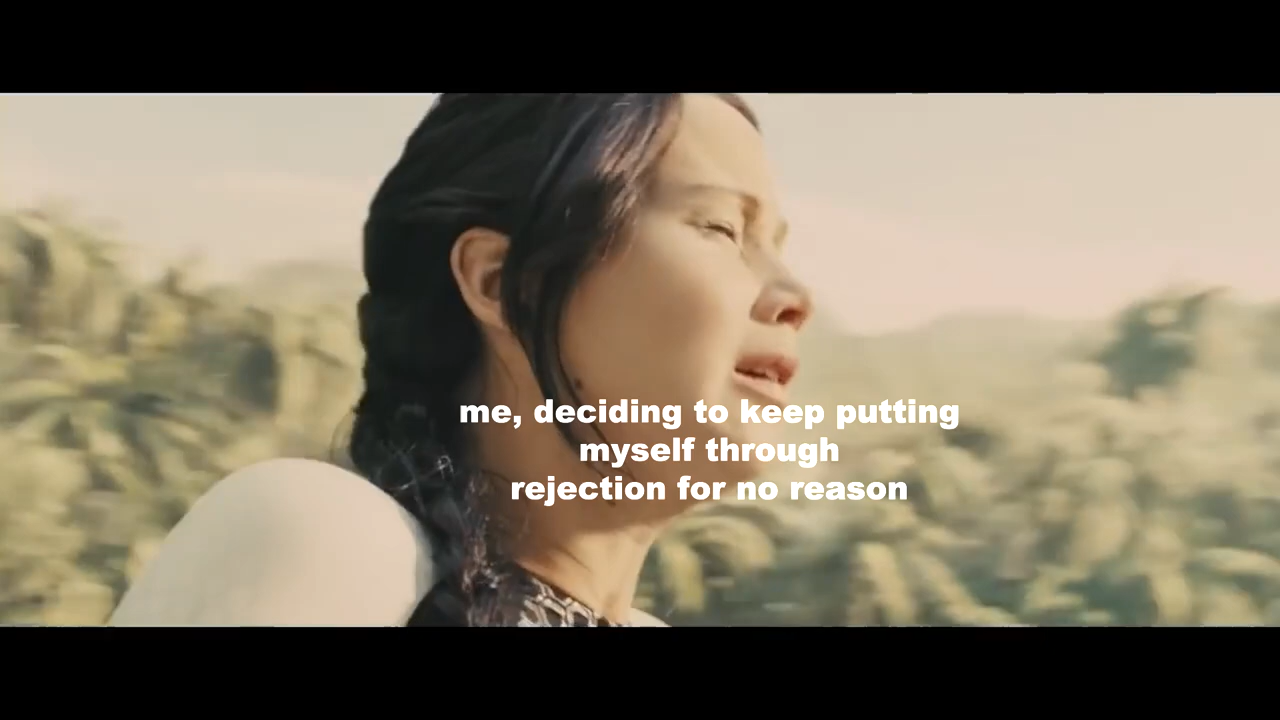 me, deciding to keep putting
myself through
rejection for no reason